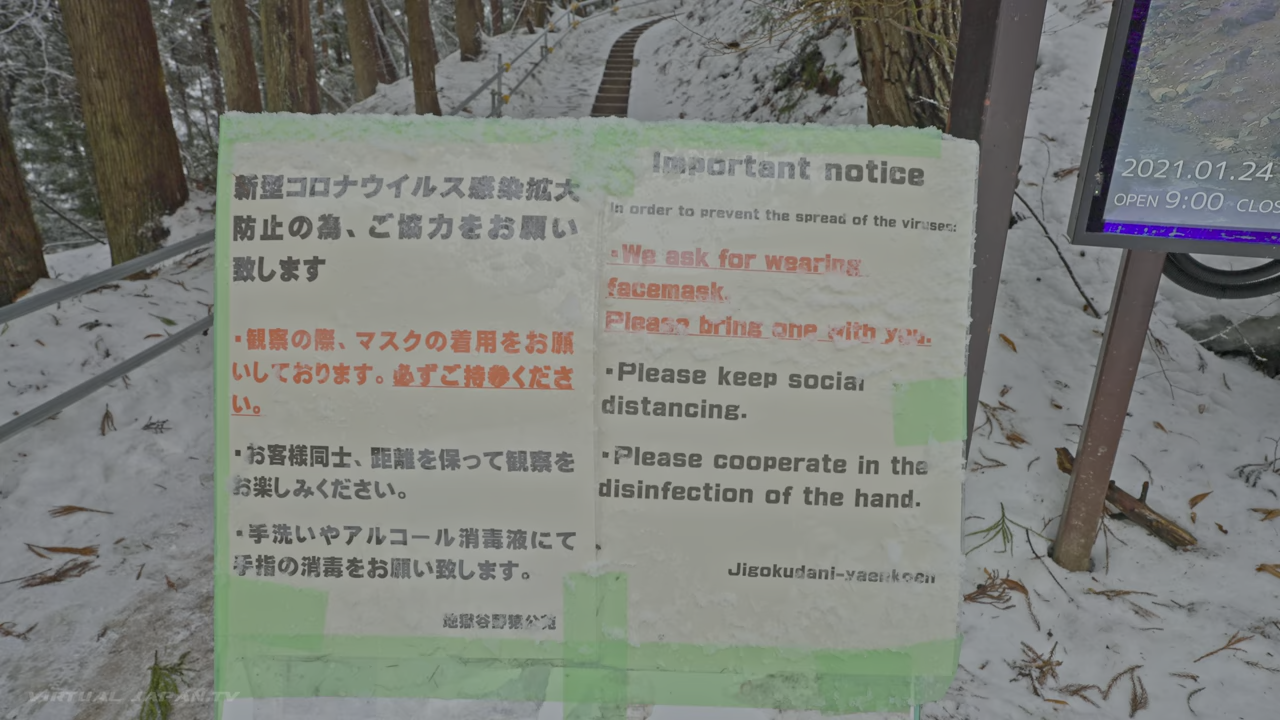 新型コロナウイルス感染拡大
防止の為、ご協力をお願い
致します
・観察の際、マスクの着用をお願
いしております。必ずご持参くださ
い。
・お客様同士、距離を保って観察を
お楽しみください。
・手洗いやアルコール消毒液にて
手指の消毒をお願い致します。
地獄谷野猿公苑
Important notice
In order to prevent the spread of the viruses:
・We ask for wearing
facemask.
Please bring one with you.
・Please keep social
distancing.
・Please cooperate in the
disinfection of the hand.
Jigokudani-yaenkoen
2021.01.24
OPEN 9:00 CLOS
VIRTUAL JAPAN.TV